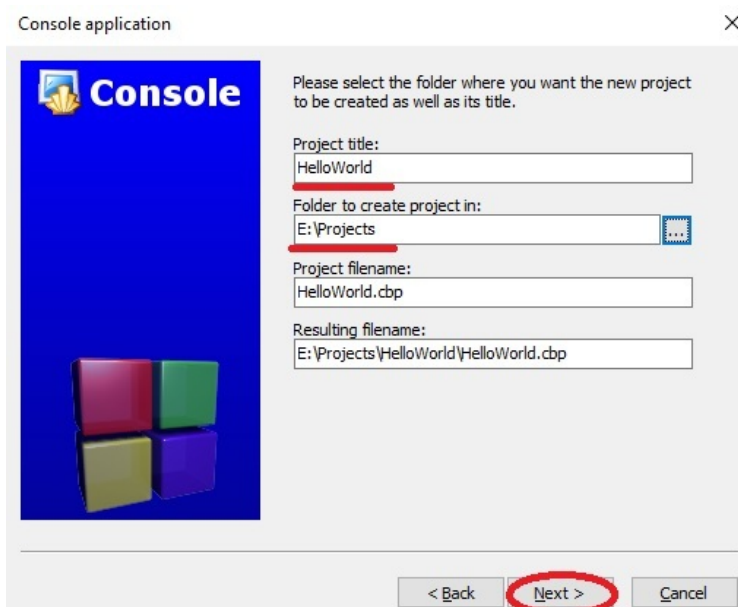 Console application
Console
Please select the folder where you want the new project
to be created as well as its title.
Project title:
HelloWorld
Folder to create project in:
E:\Projects
...
Project filename:
HelloWorld.cbp
Resulting filename:
E:\Projects\HelloWorld\HelloWorld.cbp
< Back
Next >
Cancel